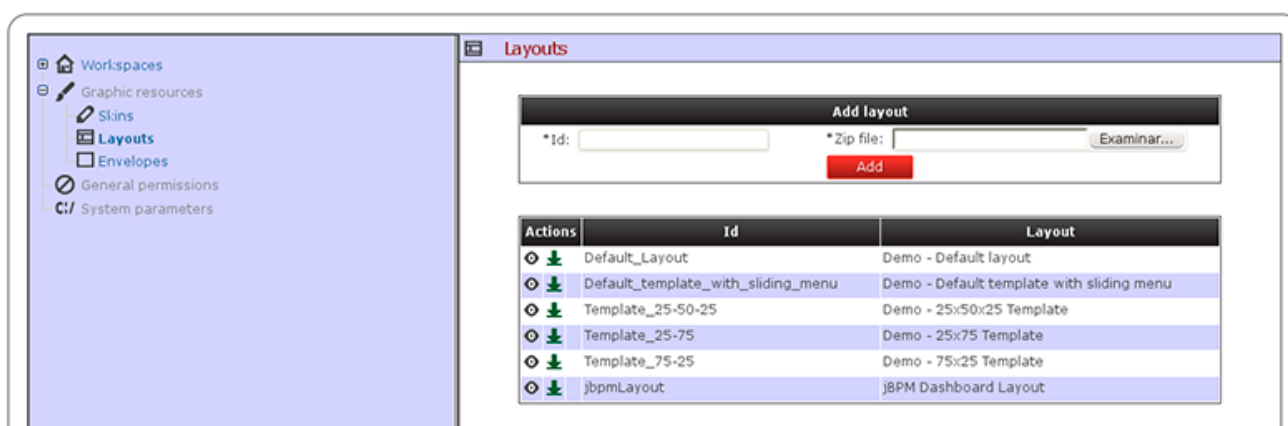 Workspaces
Graphic resources
Skins
Layouts
Envelopes
General permissions
C:/ System parameters
Layouts
Add layout
*Id: *Zip file: Examinar...
Add
Actions Id Layout
Default_Layout Demo - Default layout
Default_template_with_sliding_menu Demo - Default template with sliding menu
Template_25-50-25 Demo - 25x50x25 Template
Template_25-75 Demo - 25x75 Template
Template_75-25 Demo - 75x25 Template
jbpmLayout jBPM Dashboard Layout